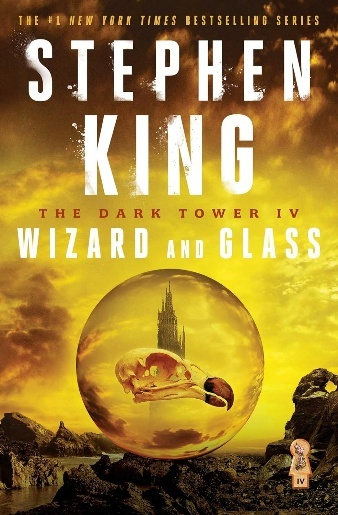 THE #1 NEW YORK TIMES BESTSELLING SERIES
STEPHEN
KING
THE DARK TOWER IV
WIZARD AND GLASS
IV